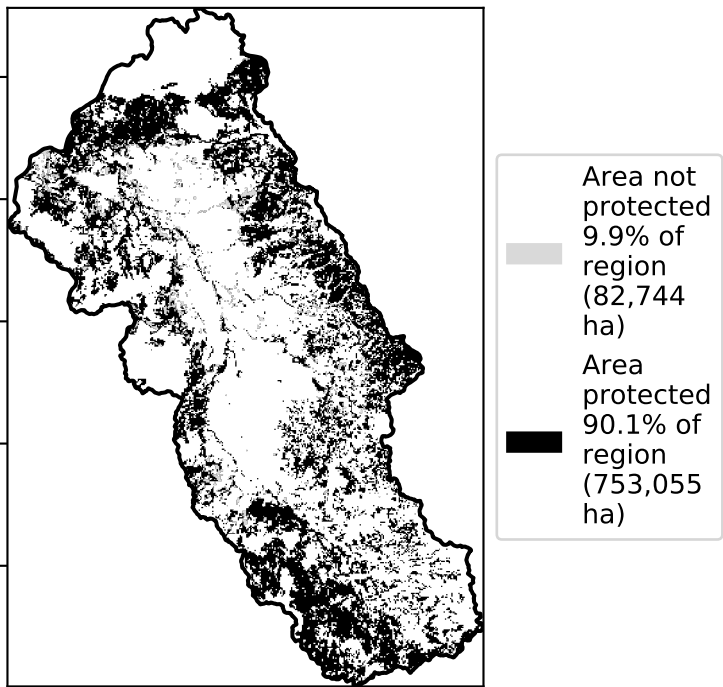 Area not
protected
9.9% of
region
(82,744
ha)
Area
protected
90.1% of
region
(753,055
ha)